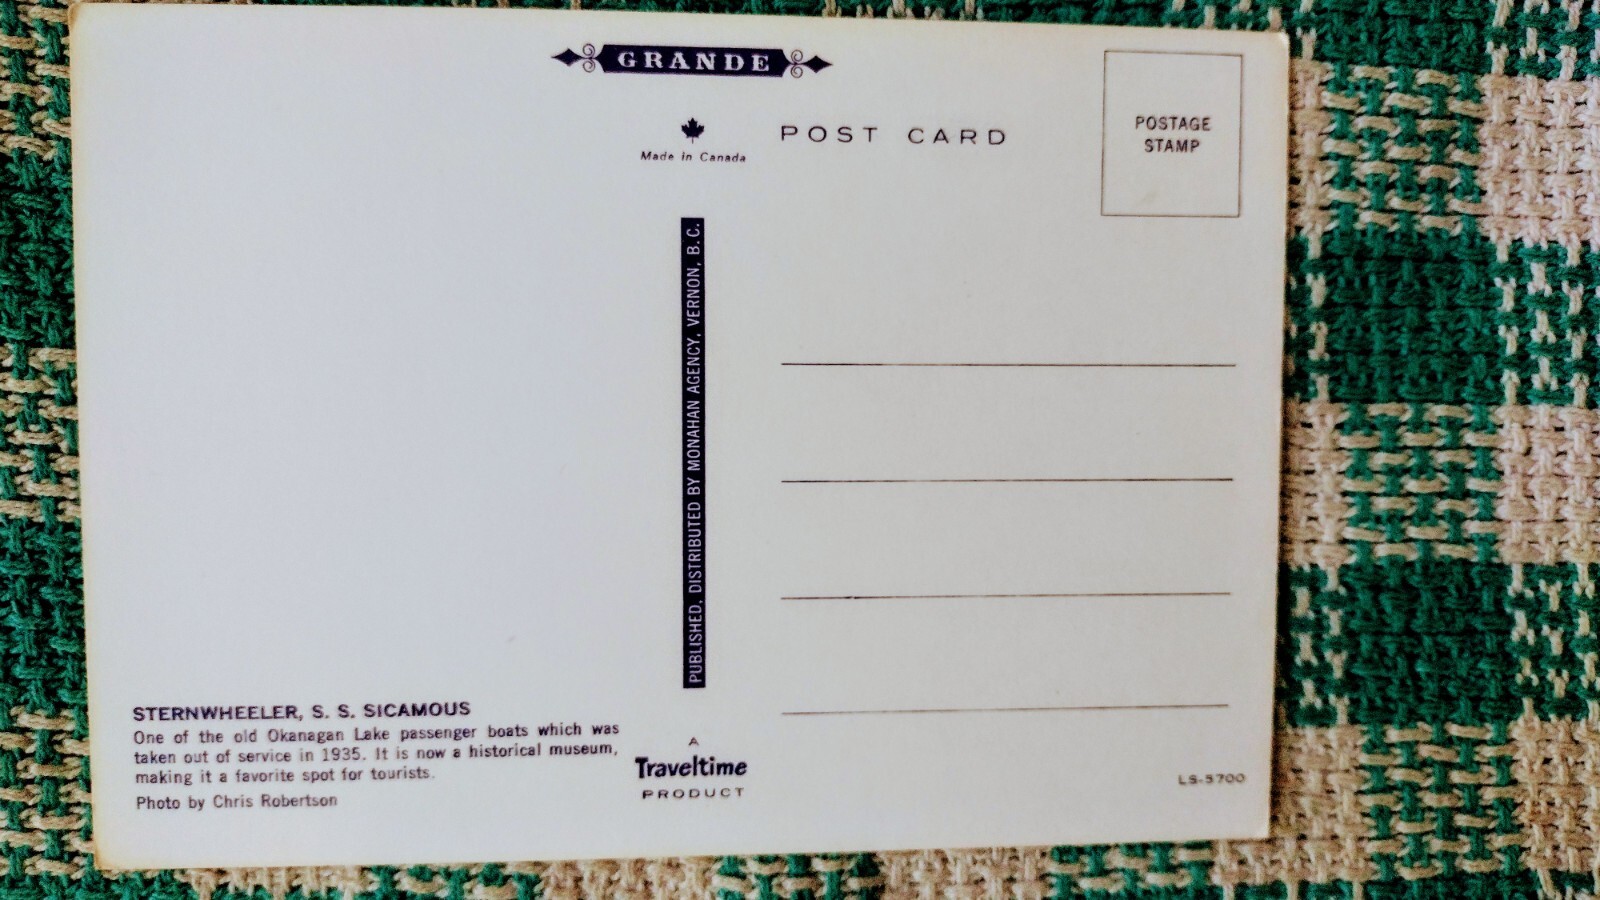 GRANDE
Made in Canada
POST CARD
POSTAGE
STAMP
PUBLISHED, DISTRIBUTED BY MONAHAN AGENCY, VERNON, B.C.
STERNWHEELER, S. S. SICAMOUS
One of the old Okanagan Lake passenger boats which was
taken out of service in 1935. It is now a historical museum,
making it a favorite spot for tourists.
Photo by Chris Robertson
A
Traveltime
PRODUCT
LS-5700